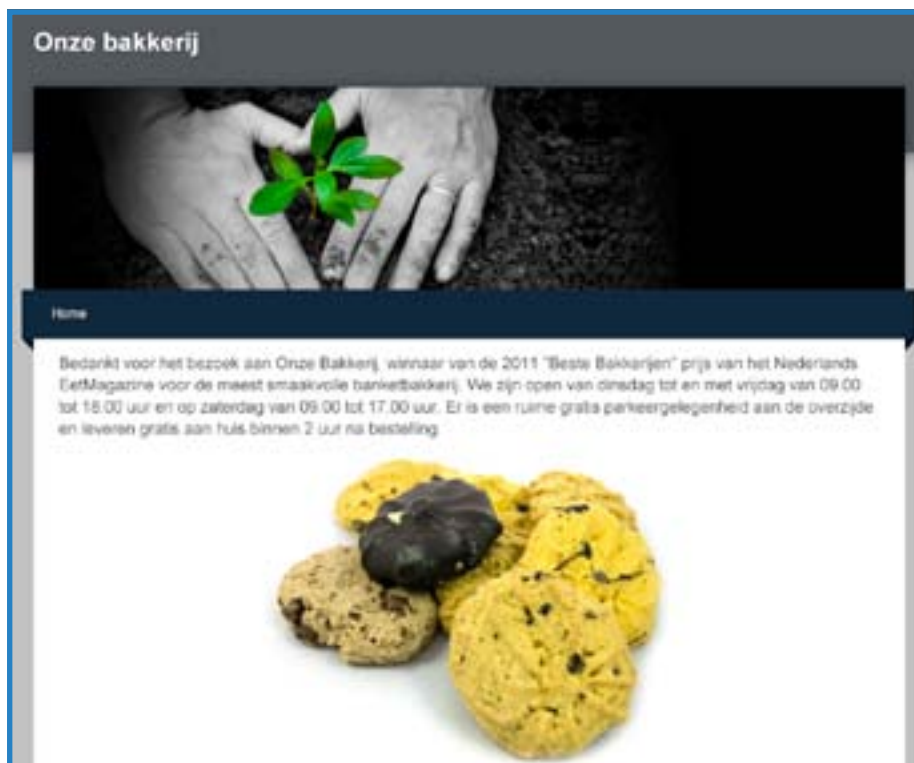 Onze bakkerij
Home
Bedankt voor het bezoek aan Onze Bakkerij, winnaar van de 2011 "Beste Bakkerijen" prijs van het Nederlands
EetMagazine voor de meest smaakvolle banketbakkerij. We zijn open van dinsdag tot en met vrijdag van 09.00
tot 18.00 uur en op zaterdag van 09.00 tot 17.00 uur. Er is een ruime gratis parkeergelegenheid aan de overzijde
en leveren gratis aan huis binnen 2 uur na bestelling.